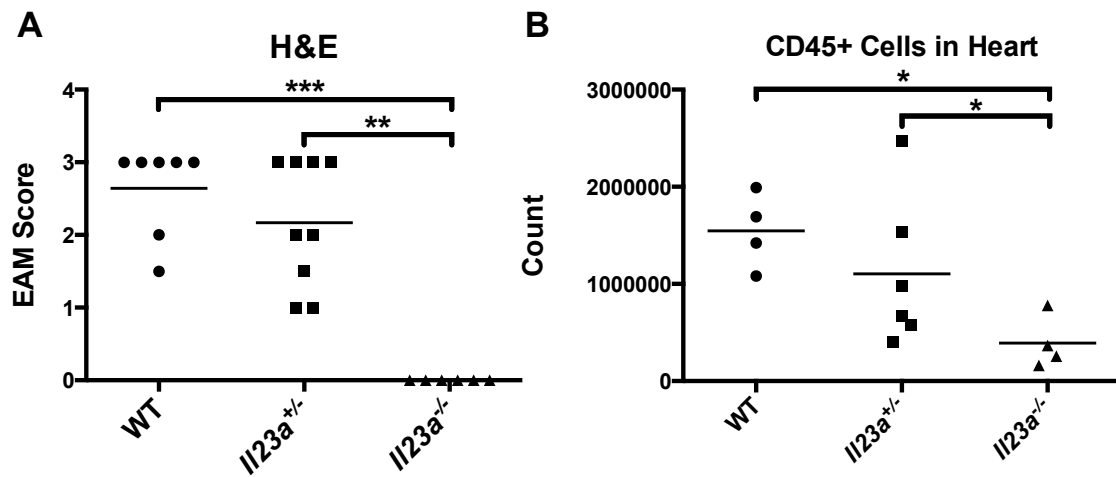 A
H&E
EAM Score
4
3
2
1
0
***
**
WT
Il23a+/-
Il23a-/-
B
CD45+ Cells in Heart
Count
3000000
2000000
1000000
0
*
*
WT
Il23a+/-
Il23a-/-